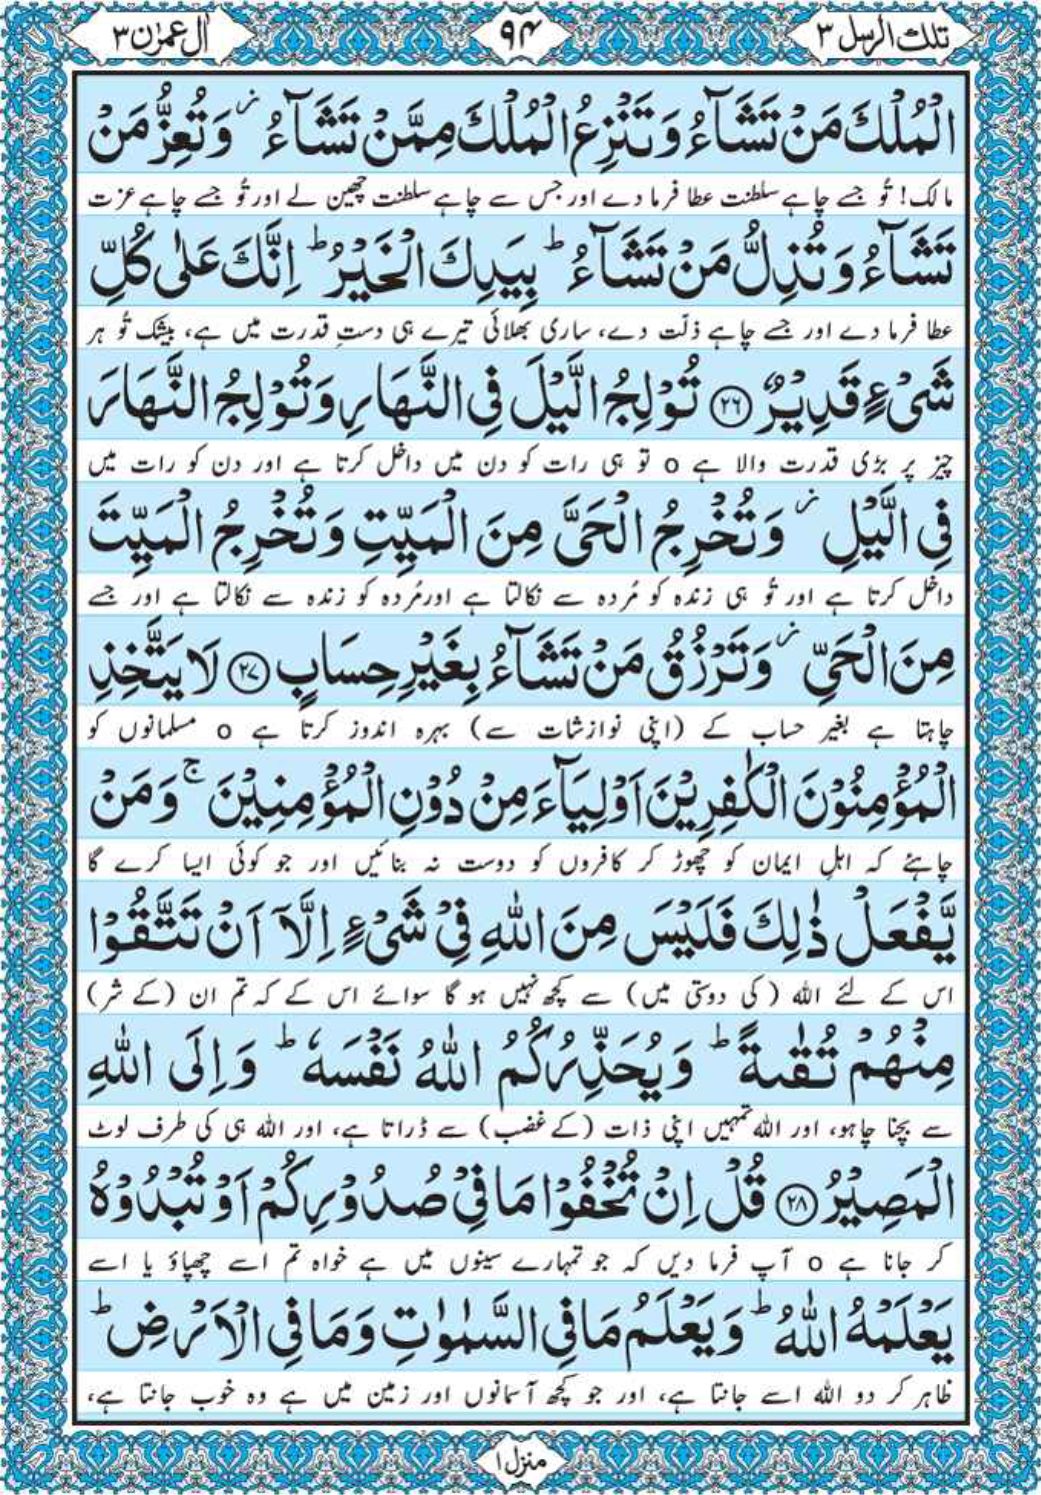 تلك الرسل ٣
٩٤
اٰل عمرٰن ٣
الْمُلْكَ مَنْ تَشَآءُ وَتَنْزِعُ الْمُلْكَ مِمَّنْ تَشَآءُ ؗ وَتُعِزُّ مَنْ
مالک! تُو جسے چاہے سلطنت عطا فرما دے اور جس سے چاہے سلطنت چھین لے اور تُو جسے چاہے عزت
تَشَآءُ وَتُذِلُّ مَنْ تَشَآءُ ؕ بِيَدِكَ الْخَيْرُ ؕ اِنَّكَ عَلٰى كُلِّ
عطا فرما دے اور جسے چاہے ذلّت دے، ساری بھلائی تیرے ہی دستِ قدرت میں ہے، بیشک تُو ہر
شَىْءٍ قَدِيْرٌ ۝٢٦ تُوْلِجُ الَّيْلَ فِى النَّهَارِ وَتُوْلِجُ النَّهَارَ
چیز پر بڑی قدرت والا ہے o تو ہی رات کو دن میں داخل کرتا ہے اور دن کو رات میں
فِى الَّيْلِ ؗ وَتُخْرِجُ الْحَىَّ مِنَ الْمَيِّتِ وَتُخْرِجُ الْمَيِّتَ
داخل کرتا ہے اور تُو ہی زندہ کو مُردہ سے نکالتا ہے اورمُردہ کو زندہ سے نکالتا ہے اور جسے
مِنَ الْحَىِّ ؗ وَتَرْزُقُ مَنْ تَشَآءُ بِغَيْرِ حِسَابٍ ۝٢٧ لَا يَتَّخِذِ
چاہتا ہے بغیر حساب کے (اپنی نوازشات سے) بہرہ اندوز کرتا ہے o مسلمانوں کو
الْمُؤْمِنُوْنَ الْكٰفِرِيْنَ اَوْلِيَآءَ مِنْ دُوْنِ الْمُؤْمِنِيْنَ ۚ وَمَنْ
چاہئے کہ اہلِ ایمان کو چھوڑ کر کافروں کو دوست نہ بنائیں اور جو کوئی ایسا کرے گا
يَّفْعَلْ ذٰلِكَ فَلَيْسَ مِنَ اللّٰهِ فِىْ شَىْءٍ اِلَّآ اَنْ تَتَّقُوْا
اس کے لئے اللہ (کی دوستی میں) سے کچھ نہیں ہو گا سوائے اس کے کہ تم ان (کے شر)
مِنْهُمْ تُقٰىةً ؕ وَيُحَذِّرُكُمُ اللّٰهُ نَفْسَهٗ ؕ وَاِلَى اللّٰهِ
سے بچنا چاہو، اور اللہ تمہیں اپنی ذات (کے غضب) سے ڈراتا ہے، اور اللہ ہی کی طرف لوٹ
الْمَصِيْرُ ۝٢٨ قُلْ اِنْ تُخْفُوْا مَا فِىْ صُدُوْرِكُمْ اَوْ تُبْدُوْهُ
کر جانا ہے o آپ فرما دیں کہ جو تمہارے سینوں میں ہے خواہ تم اسے چھپاؤ یا اسے
يَعْلَمْهُ اللّٰهُ ؕ وَيَعْلَمُ مَا فِى السَّمٰوٰتِ وَمَا فِى الْاَرْضِ ؕ
ظاہر کر دو اللہ اسے جانتا ہے، اور جو کچھ آسمانوں اور زمین میں ہے وہ خوب جانتا ہے،
منزل ١